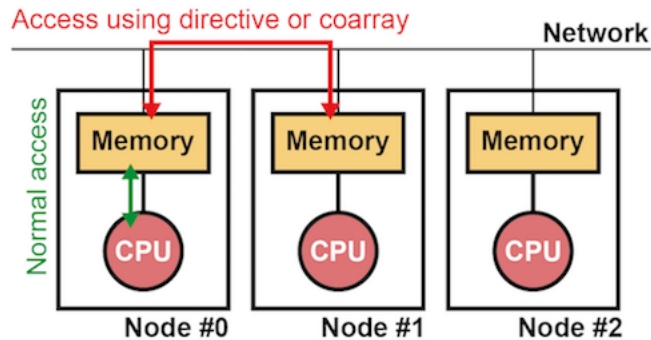 Access using directive or coarray
Network
Normal access
Memory
Memory
Memory
CPU
CPU
CPU
Node #0
Node #1
Node #2